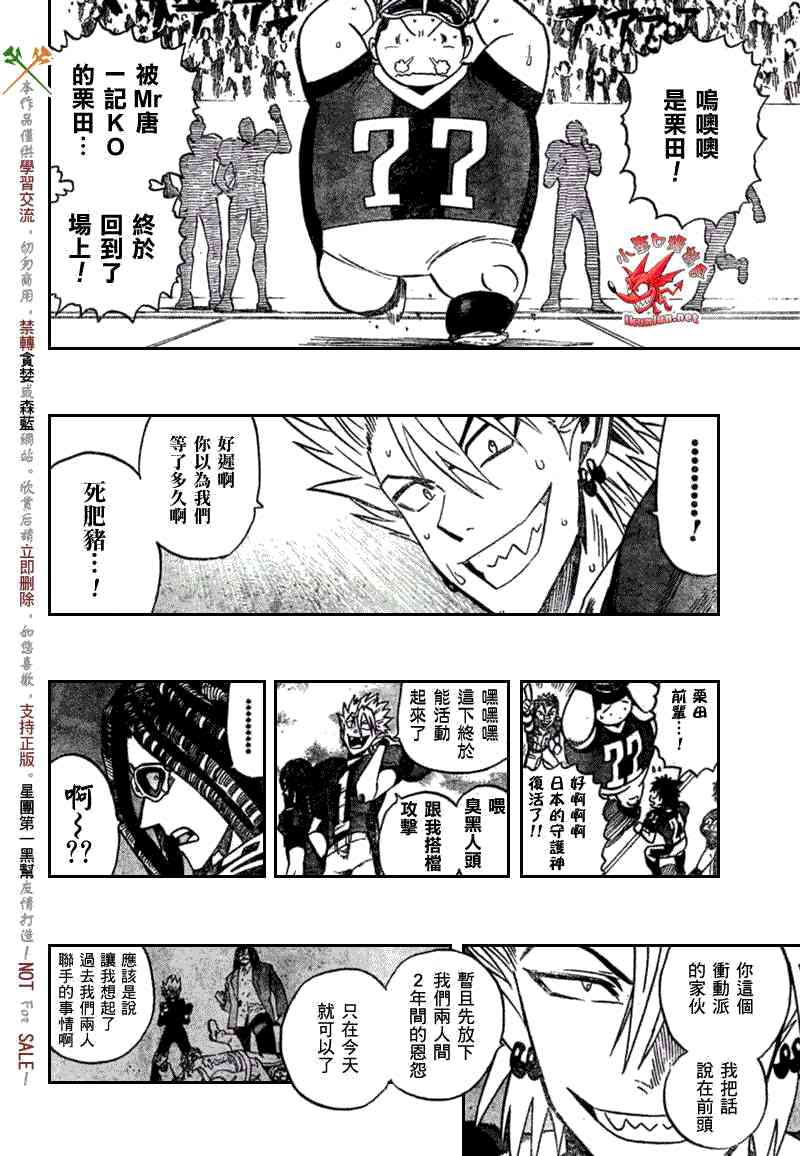 嗚噢噢
是栗田！
被Mr唐
一記KO
的栗田…
終於
回到了
場上！
小李七牌攻會
ikumlun.net
………！
好遲啊
你以為我們
等了多久啊
死肥豬…！
栗田
前輩…！
好啊啊啊
日本的守護神
復活了!!
嘿嘿嘿
這下終於
能活動
起來了
喂
臭黑人頭
跟我搭檔
攻擊
………
啊～??
你這個
衝動派
的家伙
我把話
說在前頭
暫且先放下
我們兩人間
2年間的恩怨
只在今天
就可以了
應該是說
讓我想起了
過去我們兩人
聯手的事情啊
本作品僅供學習交流，切勿商用，禁轉貪婪或森藍網站。欣賞后請立即刪除，如您喜歡，支持正版。星團第一黑幫友情打造—NOT For SALE—